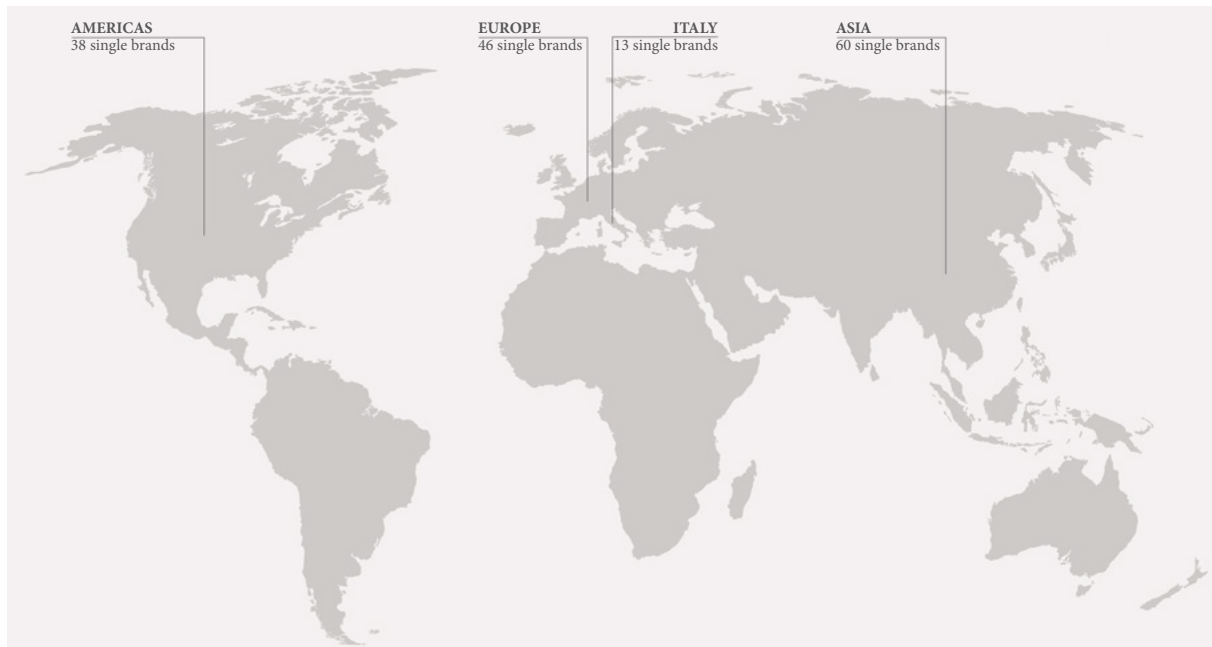 AMERICAS
38 single brands
EUROPE
46 single brands
ITALY
13 single brands
ASIA
60 single brands